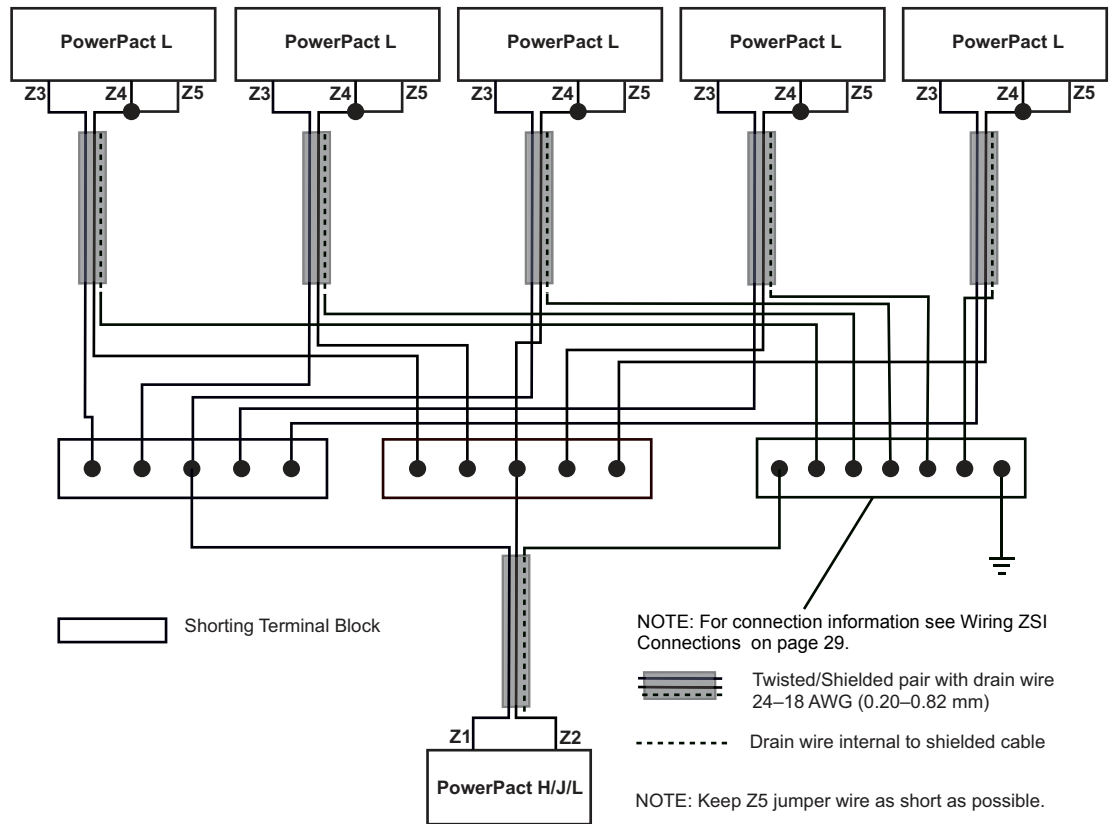 PowerPact L PowerPact L PowerPact L PowerPact L PowerPact L
Z3 Z4 Z5 Z3 Z4 Z5 Z3 Z4 Z5 Z3 Z4 Z5 Z3 Z4 Z5
Shorting Terminal Block
NOTE: For connection information see Wiring ZSI
Connections on page 29.
Twisted/Shielded pair with drain wire
24–18 AWG (0.20–0.82 mm)
Drain wire internal to shielded cable
Z1 Z2
PowerPact H/J/L
NOTE: Keep Z5 jumper wire as short as possible.